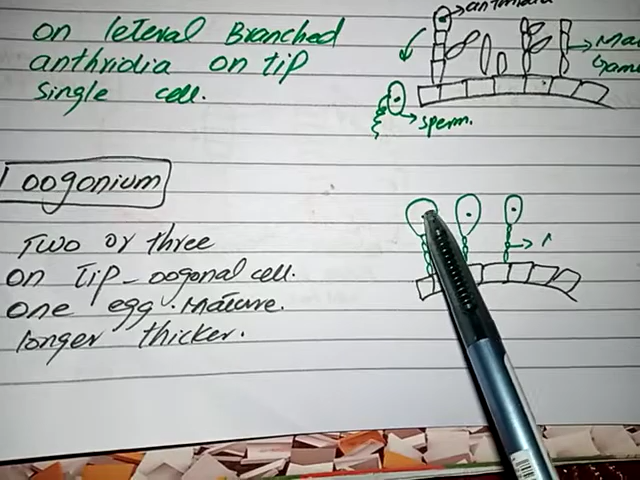 on leteral Branched
anthridia on tip
single cell.
sperm.
oogonium
Two or three
on Tip - oogonal cell.
one egg. mature.
longer thicker.